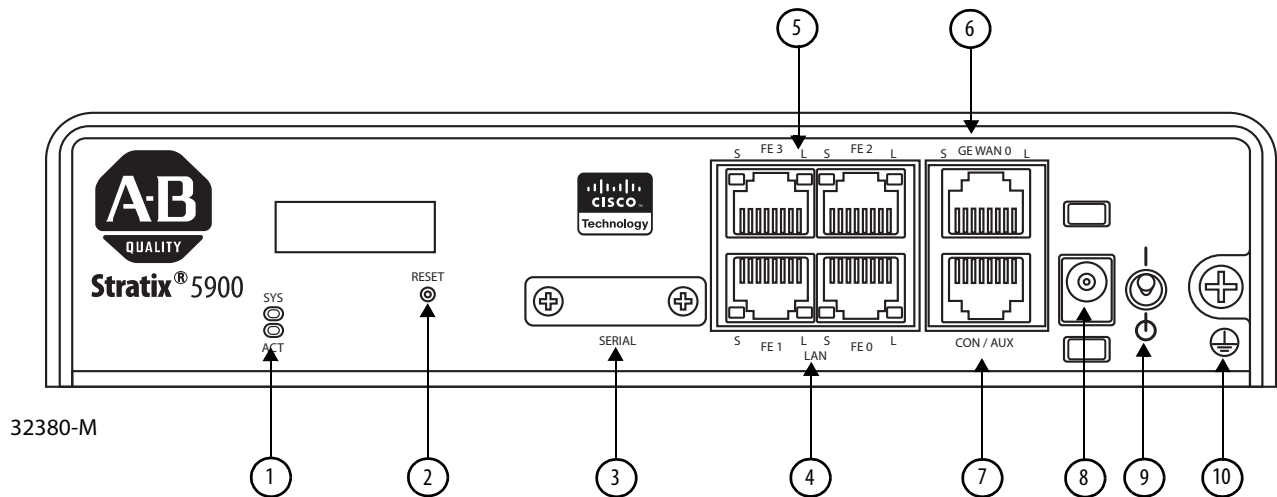 5
6
S FE 3 L S FE 2 L
S GE WAN 0 L
A-B
QUALITY
Stratix® 5900
CISCO™
Technology
RESET
SYS
ACT
SERIAL
S FE 1 L S FE 0 L
LAN
CON / AUX
32380-M
1
2
3
4
7
8
9
10